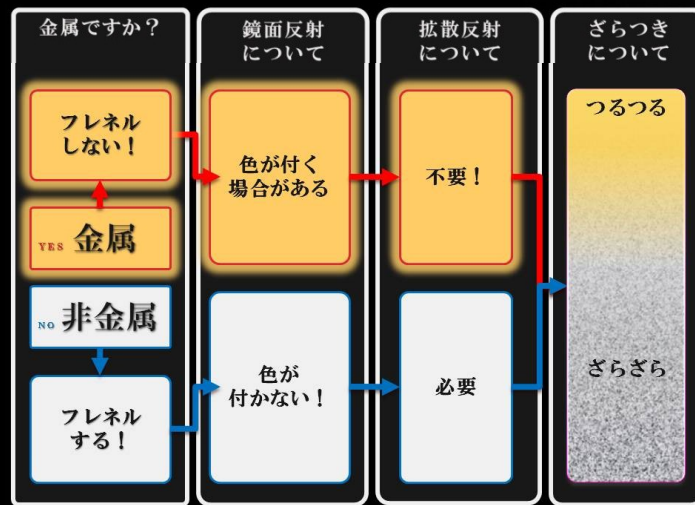 金属ですか？
鏡面反射
について
拡散反射
について
ざらつき
について
フレネル
しない！
YES 金属
NO 非金属
フレネル
する！
色が付く
場合がある
色が
付かない！
不要！
必要
つるつる
ざらざら